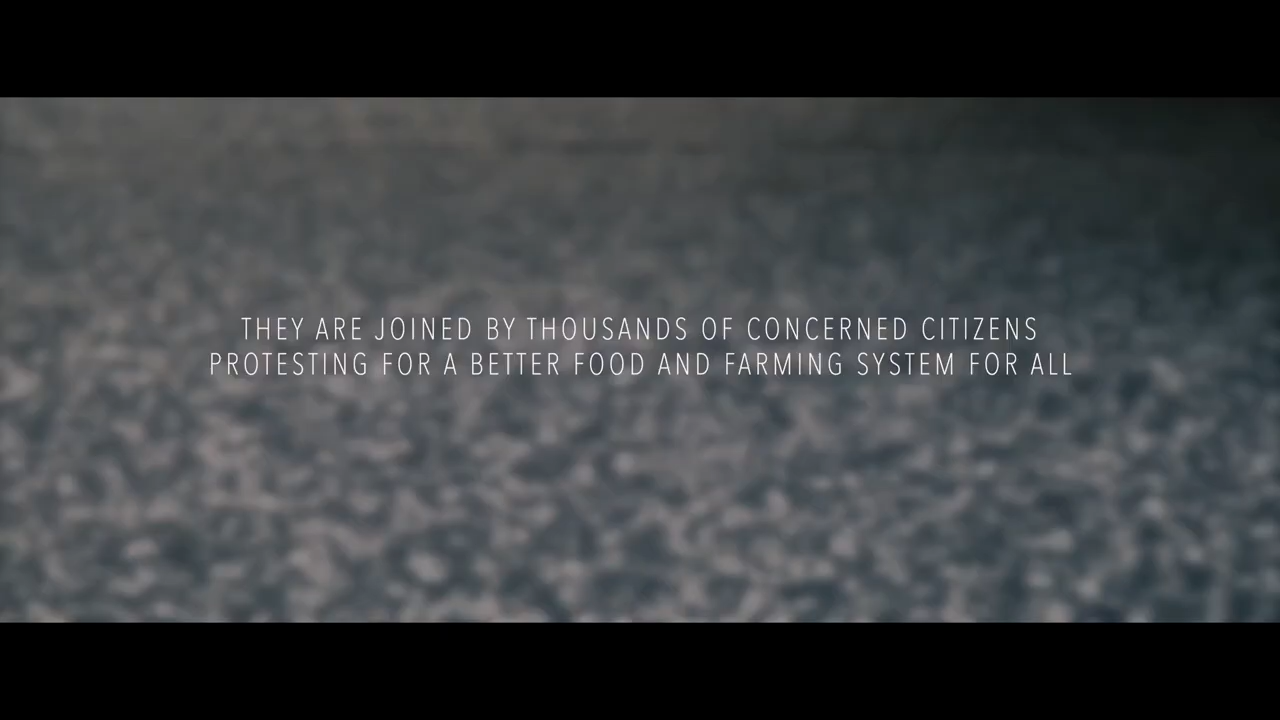 THEY ARE JOINED BY THOUSANDS OF CONCERNED CITIZENS
PROTESTING FOR A BETTER FOOD AND FARMING SYSTEM FOR ALL